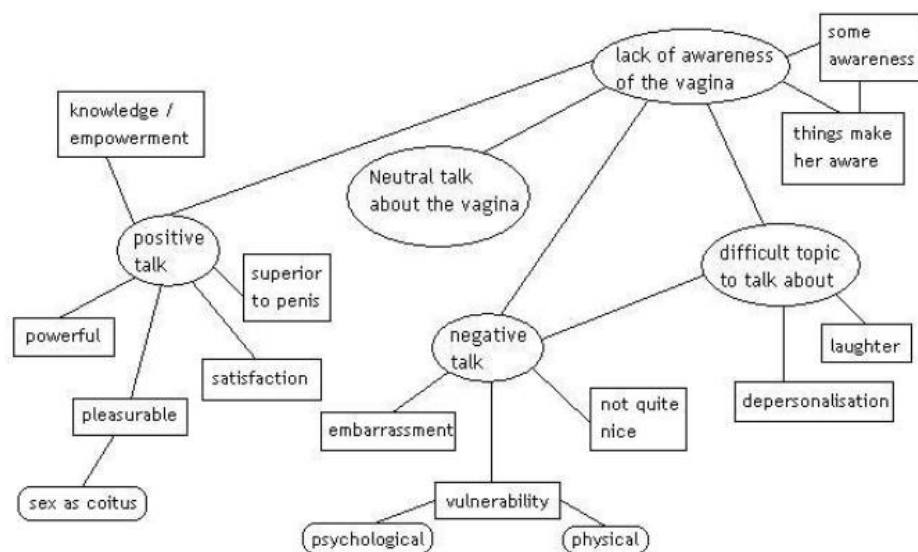 some
awareness
lack of awareness
of the vagina
knowledge /
empowerment
things make
her aware
Neutral talk
about the vagina
positive
talk
superior
to penis
difficult topic
to talk about
powerful
negative
talk
laughter
satisfaction
pleasurable
embarrassment
not quite
nice
depersonalisation
sex as coitus
vulnerability
psychological
physical